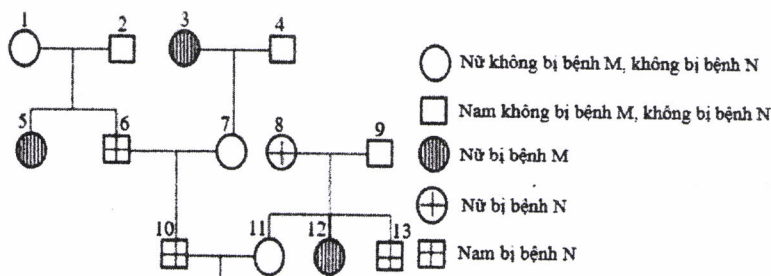 1 2 3 4
Nữ không bị bệnh M, không bị bệnh N
Nam không bị bệnh M, không bị bệnh N
5 6 7 8 9
Nữ bị bệnh M
Nữ bị bệnh N
10 11 12 13
Nam bị bệnh N